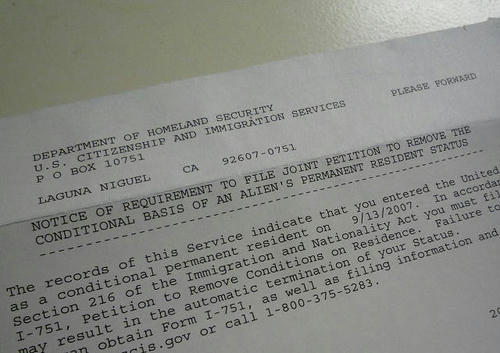 PLEASE FORWARD
DEPARTMENT OF HOMELAND SECURITY
U.S. CITIZENSHIP AND IMMIGRATION SERVICES
P O BOX 10751
LAGUNA NIGUEL CA 92607-0751
NOTICE OF REQUIREMENT TO FILE JOINT PETITION TO REMOVE THE
CONDITIONAL BASIS OF AN ALIEN'S PERMANENT RESIDENT STATUS
The records of this Service indicate that you entered the United
as a conditional permanent resident on 9/13/2007. In accorda
Section 216 of the Immigration and Nationality Act you must fil
I-751, Petition to Remove Conditions on Residence. Failure to
may result in the automatic termination of your Status.
an obtain Form I-751, as well as filing information and
cis.gov or call 1-800-375-5283.
20